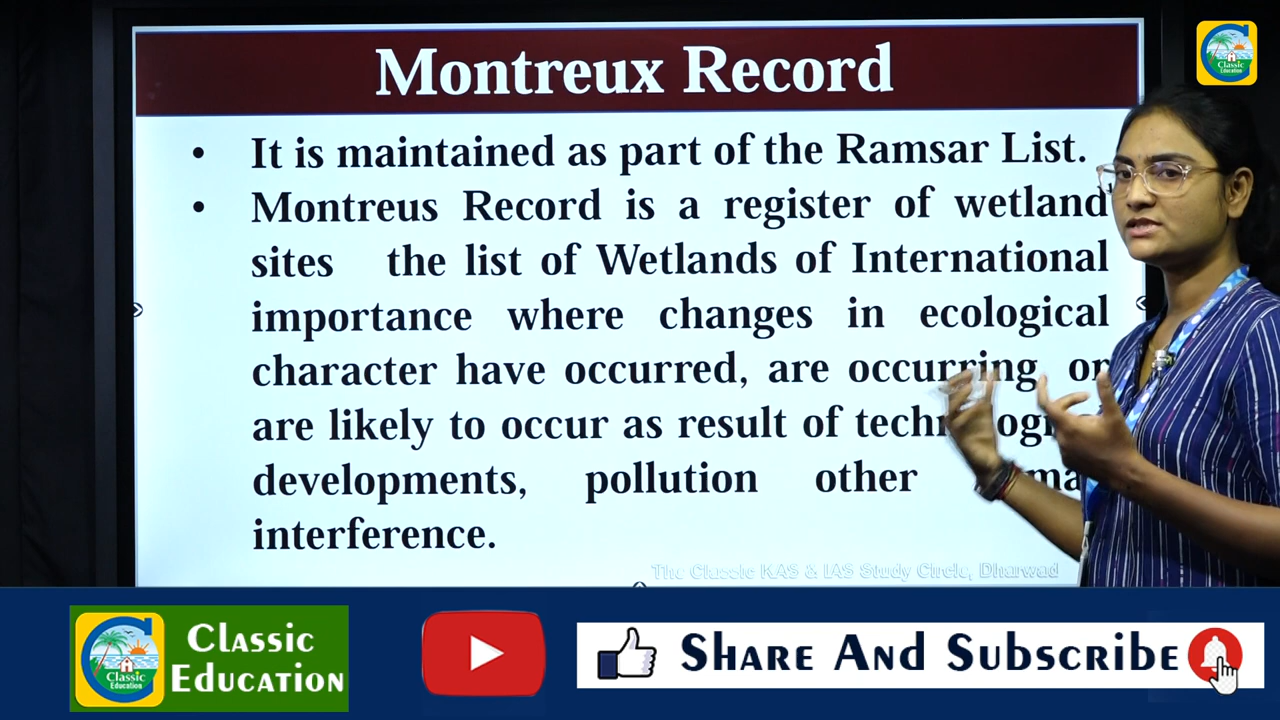 Montreux Record
Classic
Education
• It is maintained as part of the Ramsar List.
• Montreus Record is a register of wetland
sites the list of Wetlands of International
importance where changes in ecological
character have occurred, are occurring or
are likely to occur as result of
developments, pollution other
interference.
The Classic KAS & IAS Study Circle, Dharwad
Classic
Education
Classic
Education
Share And Subscribe